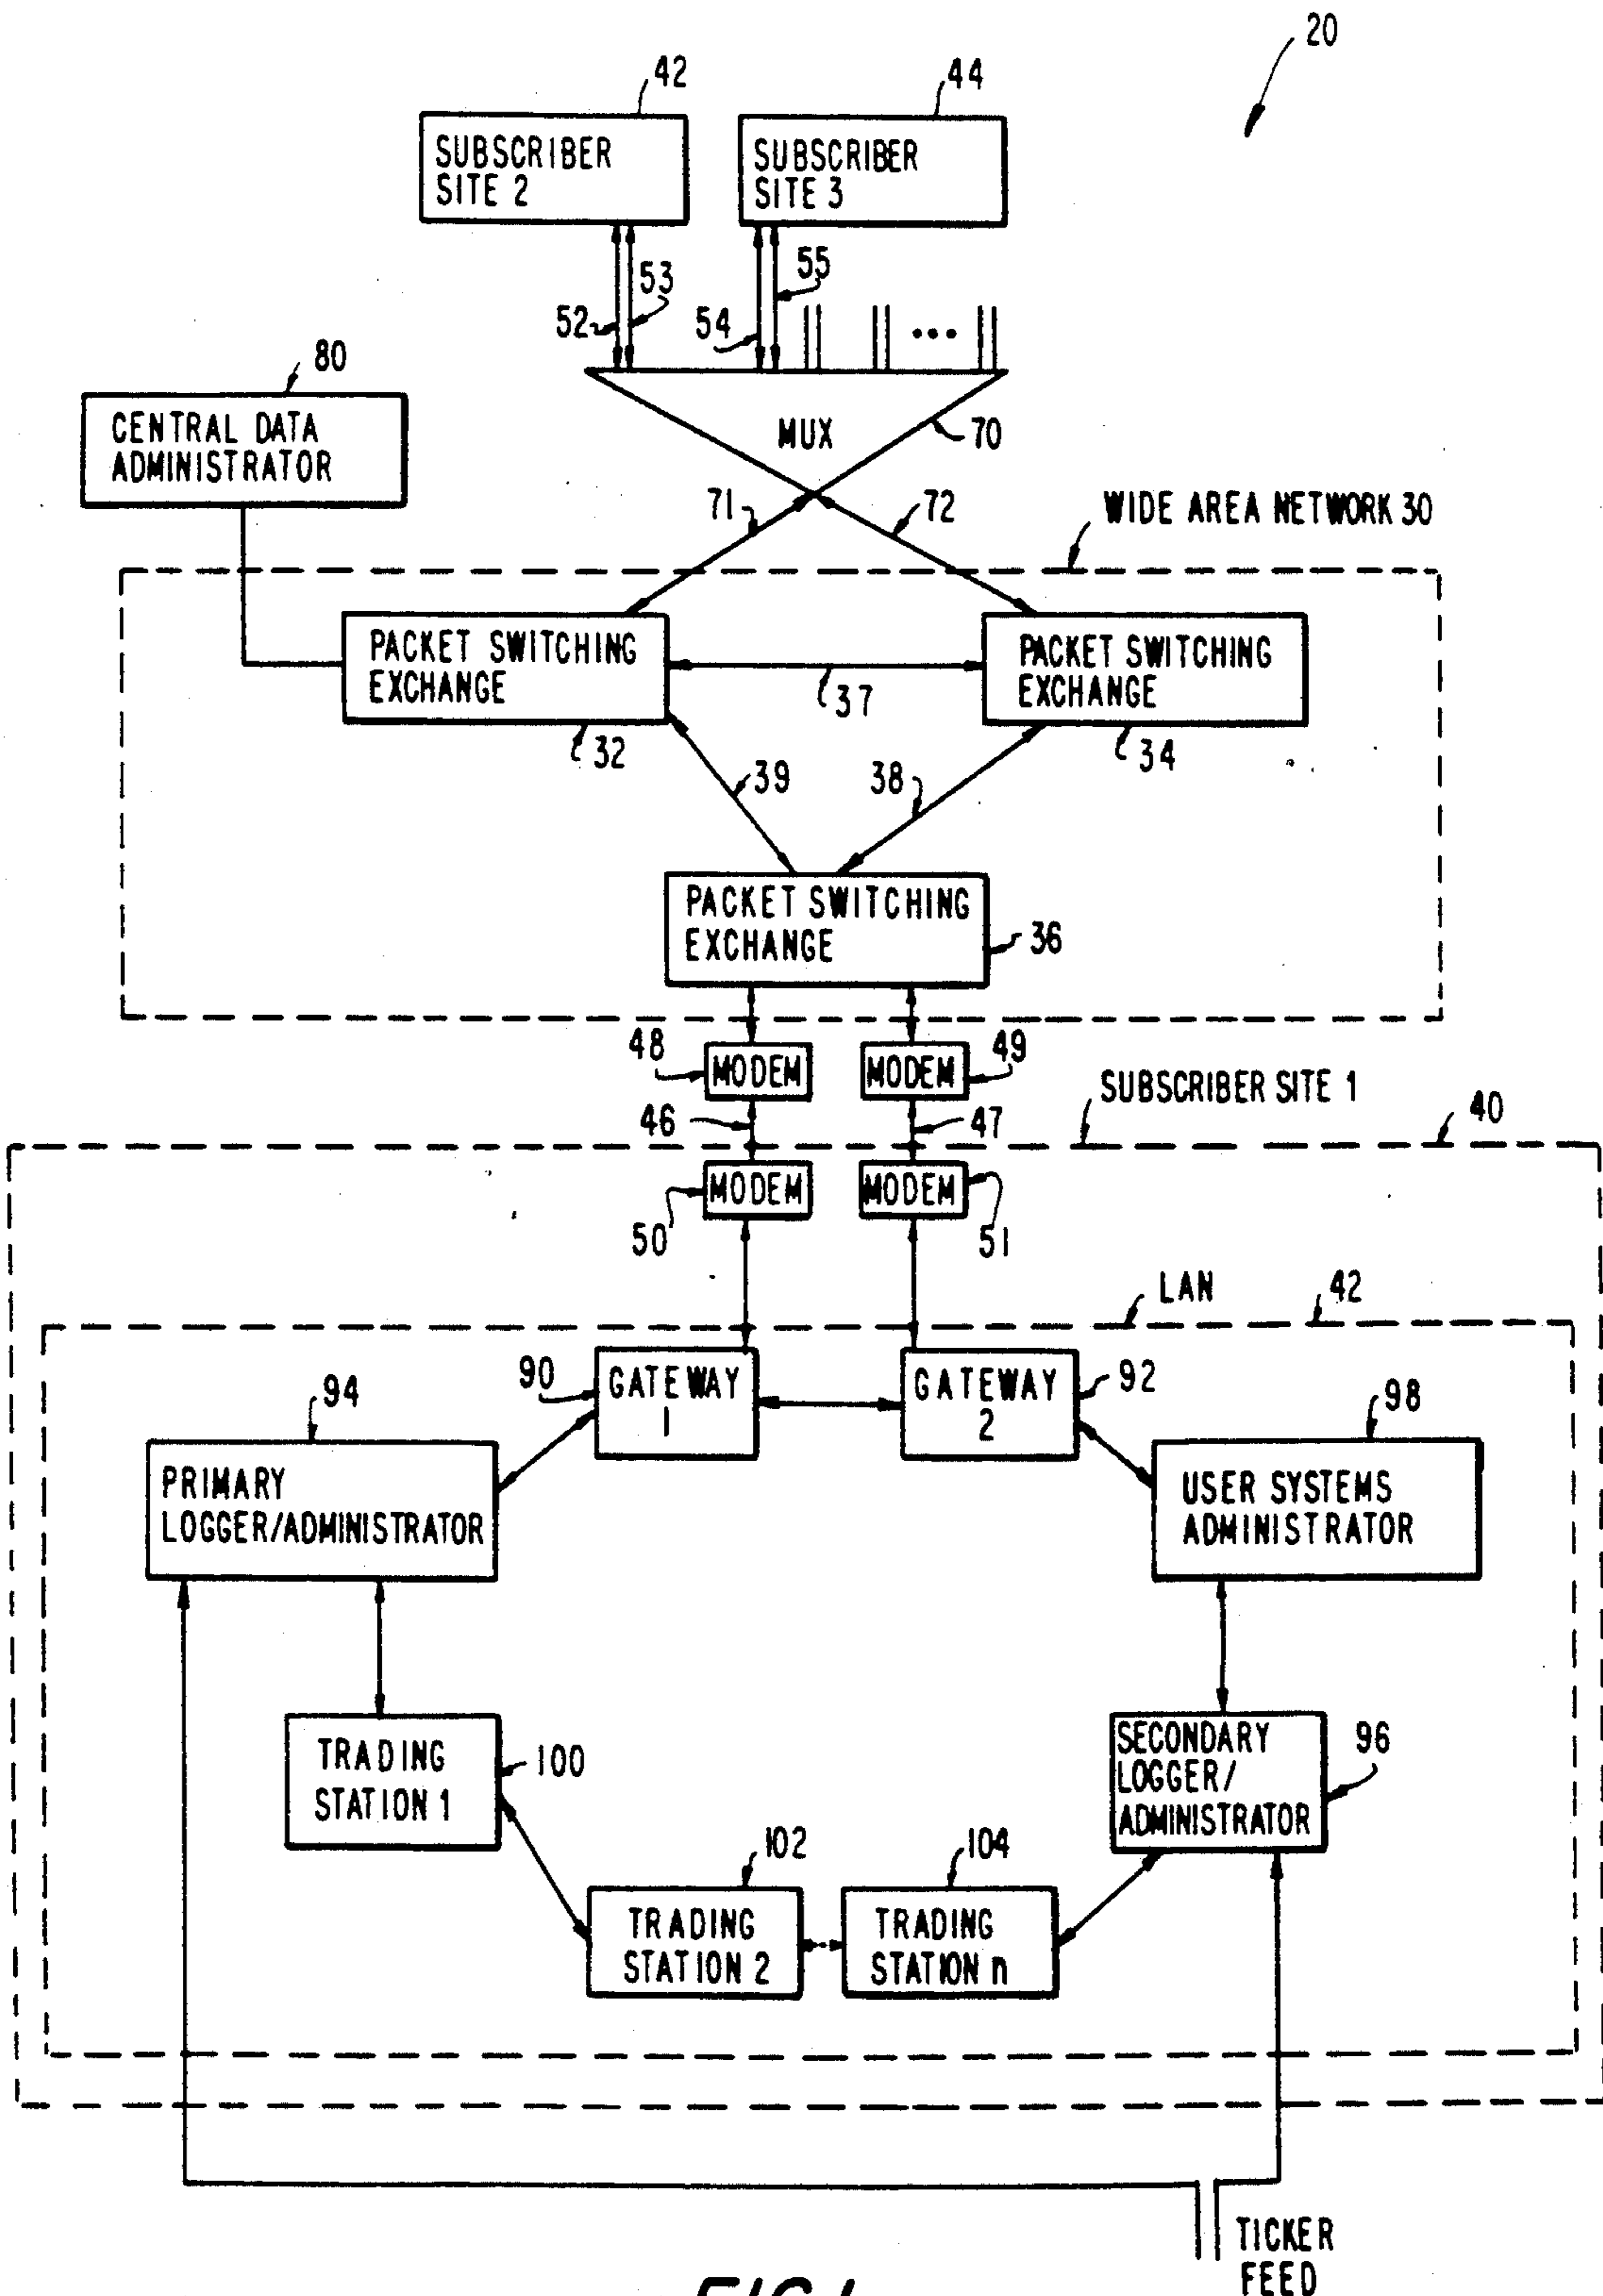 20
42
44
SUBSCRIBER
SITE 2
SUBSCRIBER
SITE 3
53
55
52
54
80
CENTRAL DATA
ADMINISTRATOR
MUX
70
71
72
WIDE AREA NETWORK 30
PACKET SWITCHING
EXCHANGE
PACKET SWITCHING
EXCHANGE
37
32
34
39
38
PACKET SWITCHING
EXCHANGE
36
48
MODEM
MODEM
49
SUBSCRIBER SITE 1
40
46
47
MODEM
MODEM
50
51
LAN
42
90
GATEWAY
1
GATEWAY
2
92
94
98
PRIMARY
LOGGER/ADMINISTRATOR
USER SYSTEMS
ADMINISTRATOR
TRADING
STATION 1
100
SECONDARY
LOGGER/
ADMINISTRATOR
96
102
104
TRADING
STATION 2
TRADING
STATION n
TICKER
FEED
FIG. 1